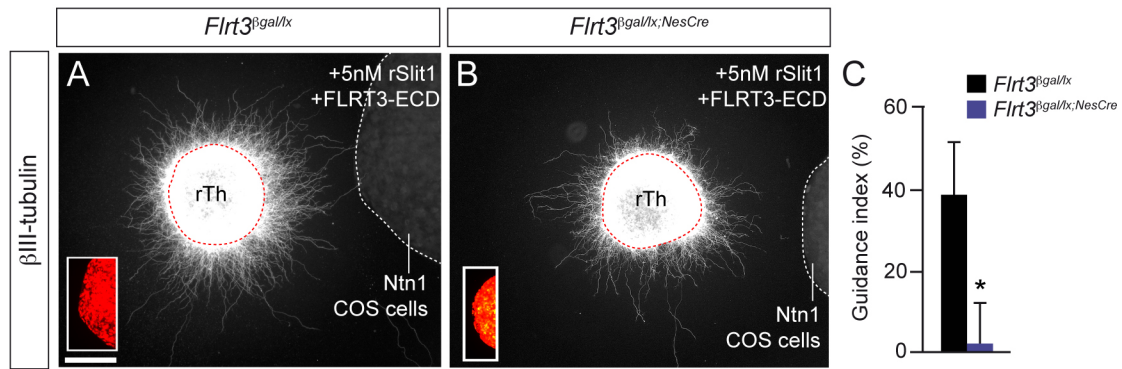 Flrt3βgal/lx
Flrt3βgal/lx;NesCre
βIII-tubulin
A
+5nM rSlit1
+FLRT3-ECD
rTh
Ntn1
COS cells
B
+5nM rSlit1
+FLRT3-ECD
rTh
Ntn1
COS cells
C
Flrt3βgal/lx
Flrt3βgal/lx;NesCre
Guidance index (%)
60
40
20
0
*